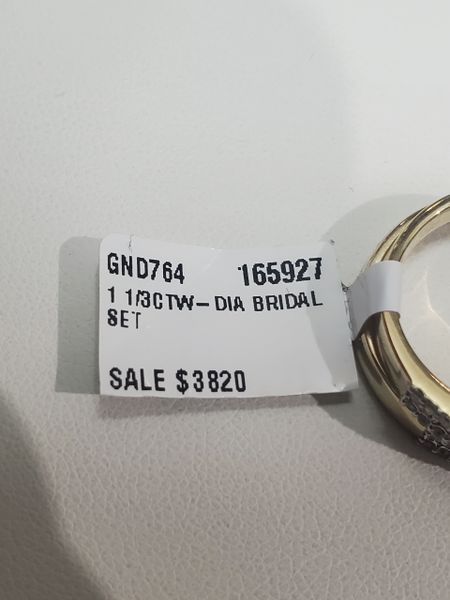 GND764 165927
1 1/3CTW-DIA BRIDAL
SET
SALE $3820